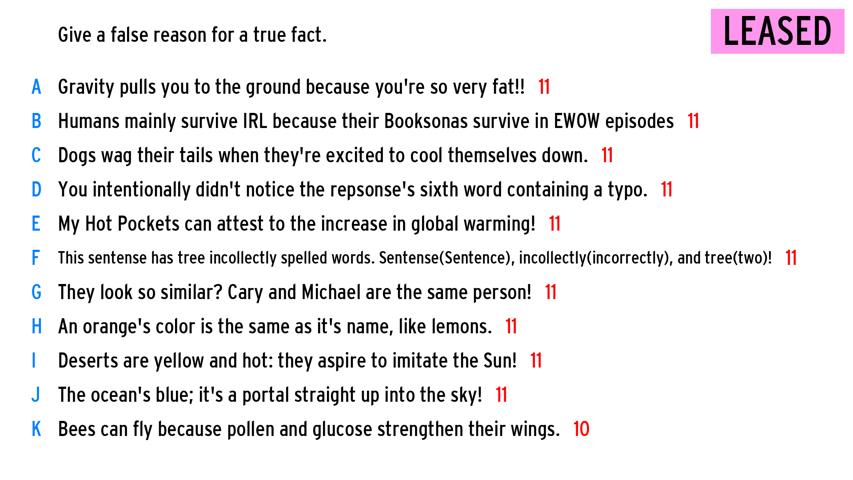 Give a false reason for a true fact.
LEASED
A Gravity pulls you to the ground because you're so very fat!! 11
B Humans mainly survive IRL because their Booksonas survive in EWOW episodes 11
C Dogs wag their tails when they're excited to cool themselves down. 11
D You intentionally didn't notice the repsonse's sixth word containing a typo. 11
E My Hot Pockets can attest to the increase in global warming! 11
F This sentense has tree incollectly spelled words. Sentense(Sentence), incollectly(incorrectly), and tree(two)! 11
G They look so similar? Cary and Michael are the same person! 11
H An orange's color is the same as it's name, like lemons. 11
I Deserts are yellow and hot: they aspire to imitate the Sun! 11
J The ocean's blue; it's a portal straight up into the sky! 11
K Bees can fly because pollen and glucose strengthen their wings. 10